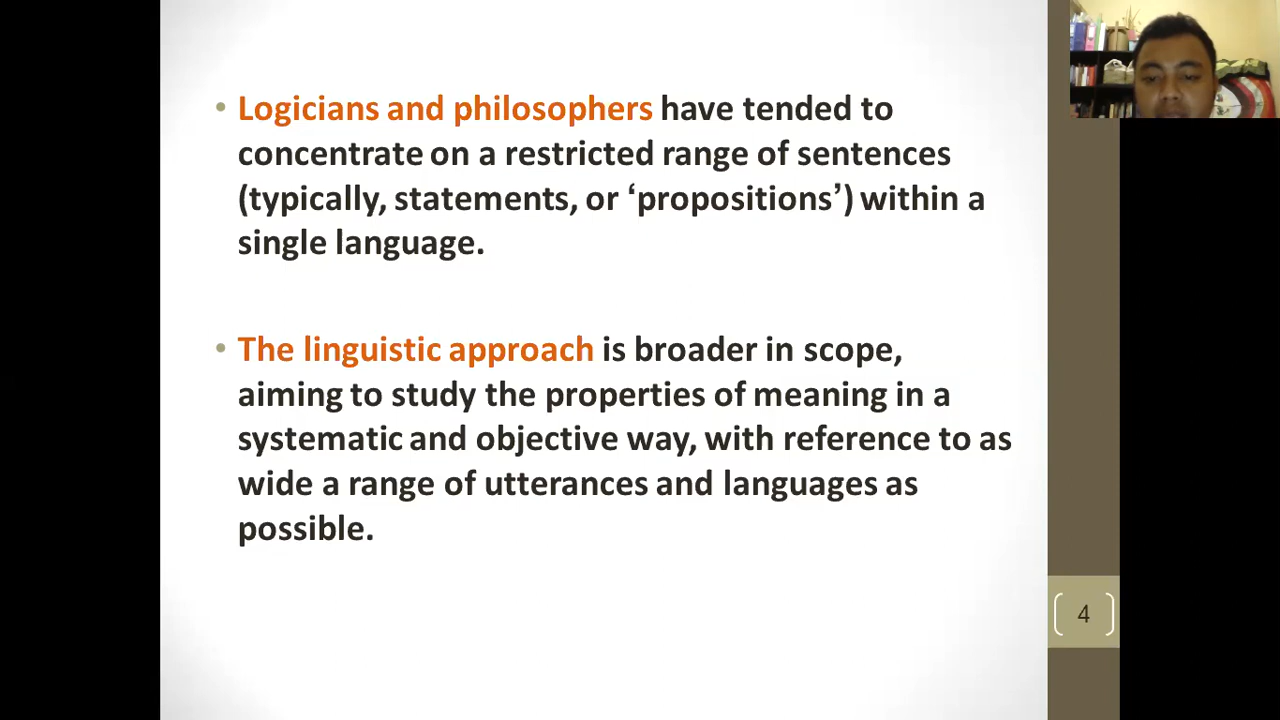 • Logicians and philosophers have tended to
concentrate on a restricted range of sentences
(typically, statements, or ‘propositions’) within a
single language.
• The linguistic approach is broader in scope,
aiming to study the properties of meaning in a
systematic and objective way, with reference to as
wide a range of utterances and languages as
possible.
4